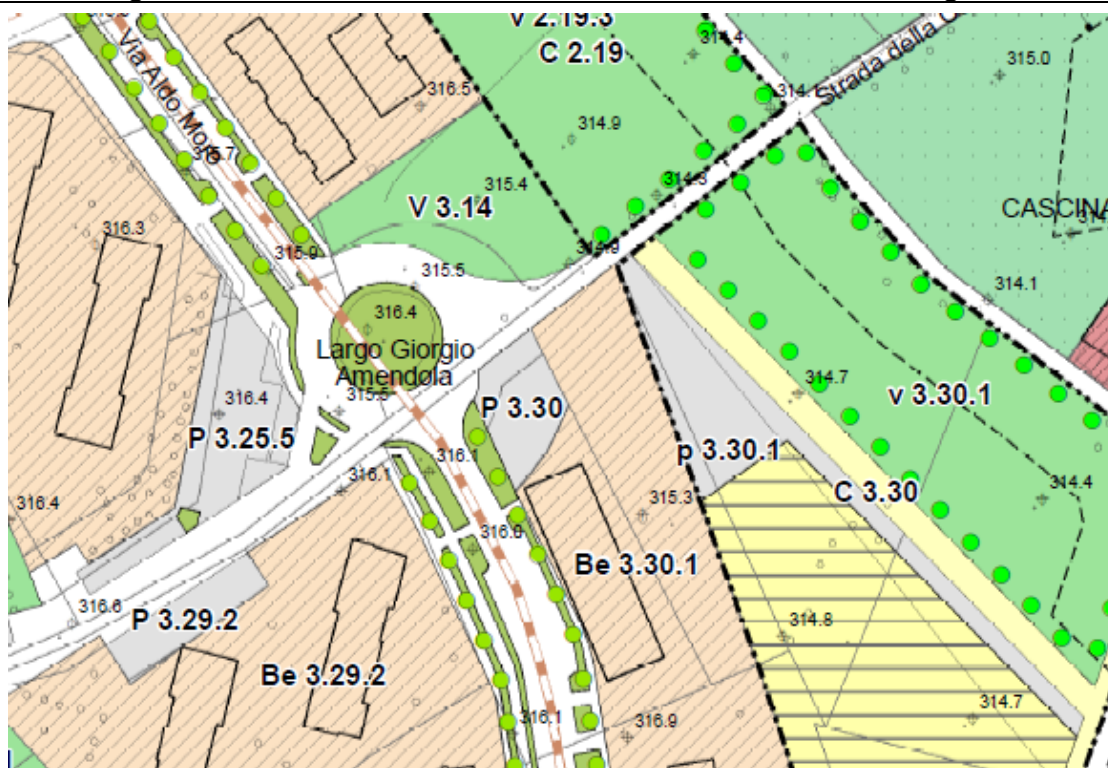 v 2.19.3
C 2.19
314.4
315.0
316.5
314.1
Strada della C
Via Aldo Moro
314.9
315.7
314.3
315.4
V 3.14
CASCINA
316.3
314.9
315.9
315.5
314.1
316.4
Largo Giorgio
Amendola
314.7
v 3.30.1
315.5
P 3.30
316.4
P 3.25.5
p 3.30.1
316.1
316.1
C 3.30
314.4
316.4
315.3
316.0
Be 3.30.1
316.6
P 3.29.2
314.8
Be 3.29.2
314.7
316.1
316.9